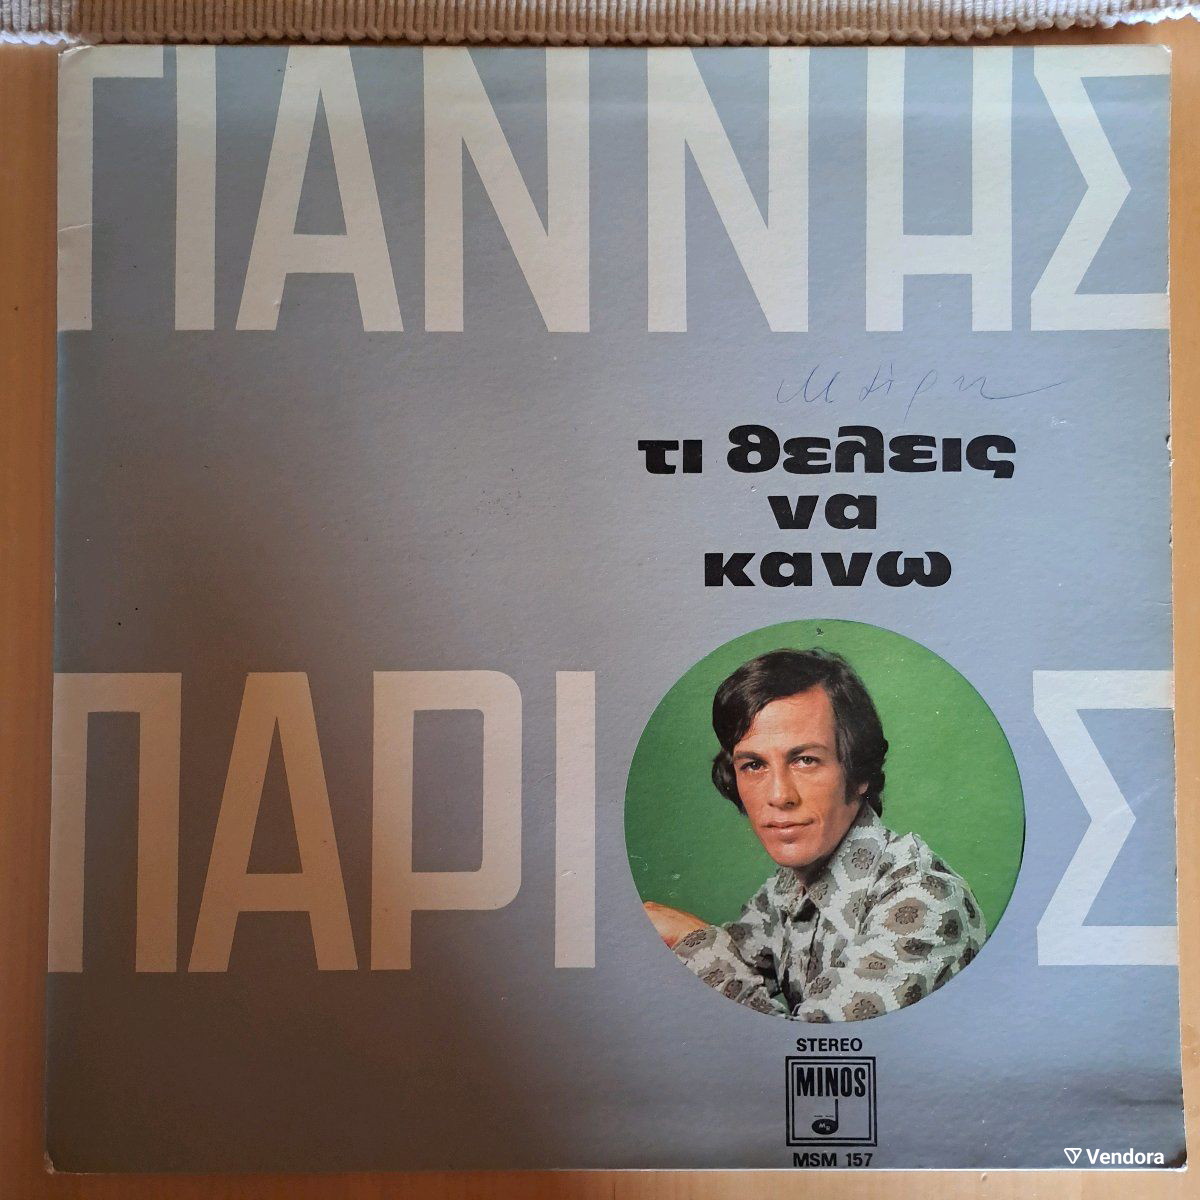 ΓΙΑΝΝΗΣ
τι θελεις
να
κανω
ΠΑΡΙΟΣ
STEREO
MINOS
MSM 157
Vendora